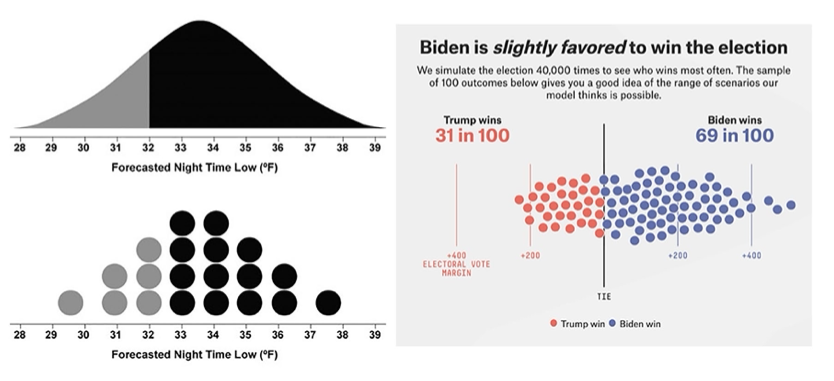 28 29 30 31 32 33 34 35 36 37 38 39
Forecasted Night Time Low (ºF)
28 29 30 31 32 33 34 35 36 37 38 39
Forecasted Night Time Low (ºF)
Biden is slightly favored to win the election
We simulate the election 40,000 times to see who wins most often. The sample
of 100 outcomes below gives you a good idea of the range of scenarios our
model thinks is possible.
Trump wins
31 in 100
Biden wins
69 in 100
+400 +200 +200 +400
ELECTORAL VOTE
MARGIN
TIE
Trump win Biden win